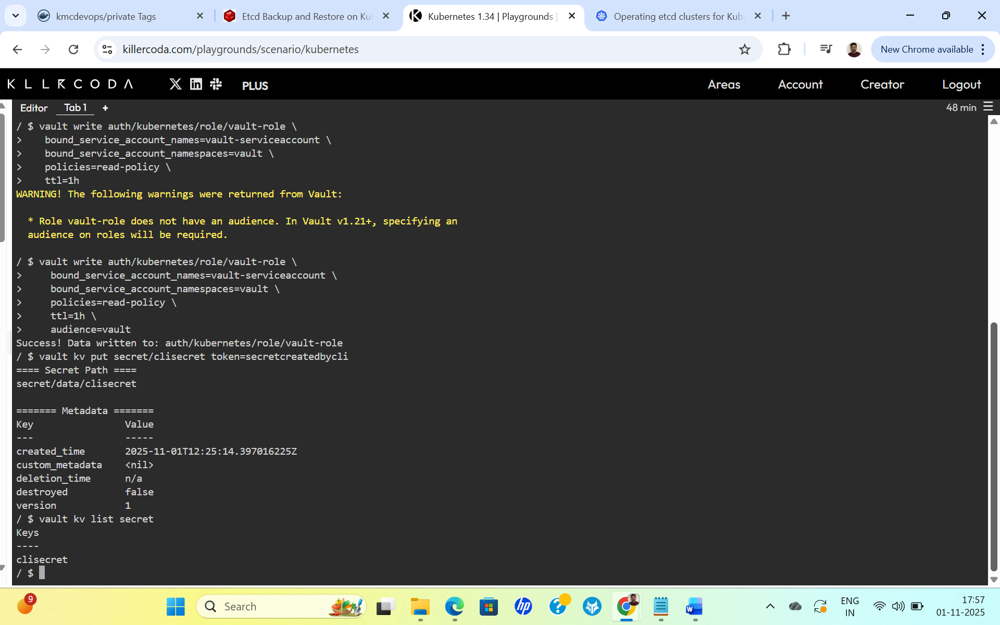 kmcdevops/private Tags
Etcd Backup and Restore on Kul
Kubernetes 1.34 | Playgrounds |
Operating etcd clusters for Kub
killercoda.com/playgrounds/scenario/kubernetes
New Chrome available
KLLRCODA
PLUS
Areas
Account
Creator
Logout
Editor
Tab 1
+
48 min
/ $ vault write auth/kubernetes/role/vault-role \
>    bound_service_account_names=vault-serviceaccount \
>    bound_service_account_namespaces=vault \
>    policies=read-policy \
>    ttl=1h
WARNING! The following warnings were returned from Vault:
  * Role vault-role does not have an audience. In Vault v1.21+, specifying an
  audience on roles will be required.
/ $ vault write auth/kubernetes/role/vault-role \
>     bound_service_account_names=vault-serviceaccount \
>     bound_service_account_namespaces=vault \
>     policies=read-policy \
>     ttl=1h \
>     audience=vault
Success! Data written to: auth/kubernetes/role/vault-role
/ $ vault kv put secret/clisecret token=secretcreatedbycli
==== Secret Path ====
secret/data/clisecret
======= Metadata =======
Key                Value
---                -----
created_time       2025-11-01T12:25:14.397016225Z
custom_metadata    <nil>
deletion_time      n/a
destroyed          false
version            1
/ $ vault kv list secret
Keys
----
clisecret
/ $
9
Search
hp
W
ENG
IN
17:57
01-11-2025